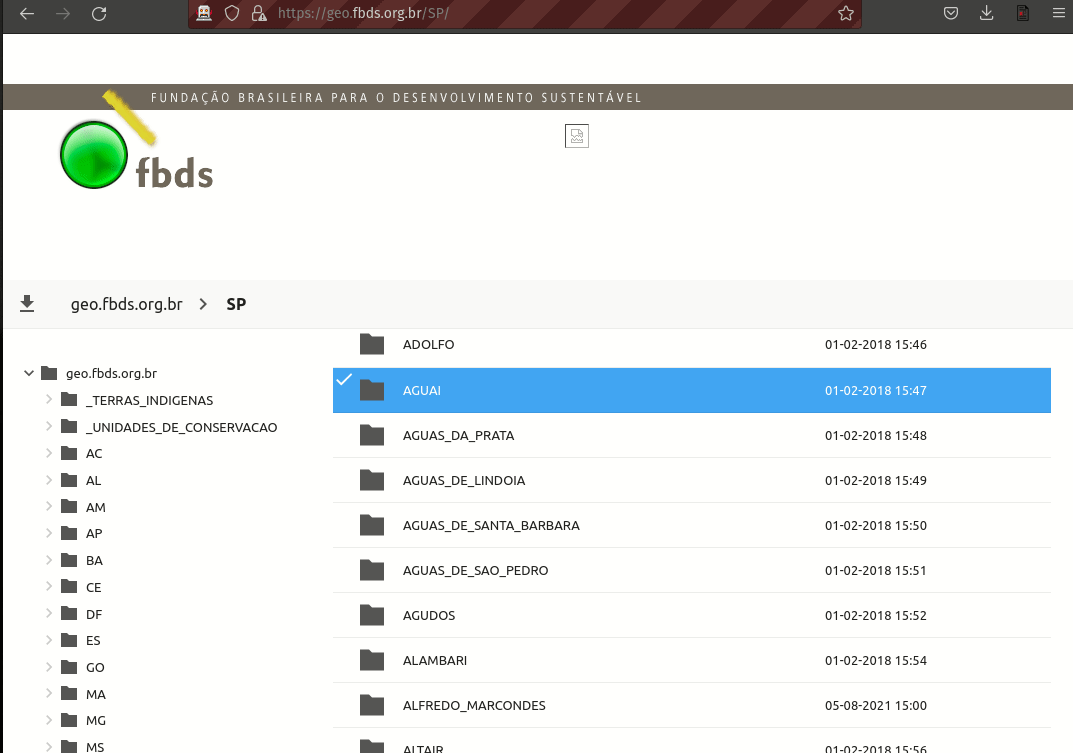 https://geo.fbds.org.br/SP/
FUNDAÇÃO BRASILEIRA PARA O DESENVOLVIMENTO SUSTENTÁVEL
fbds
geo.fbds.org.br > SP
geo.fbds.org.br
_TERRAS_INDIGENAS
_UNIDADES_DE_CONSERVACAO
AC
AL
AM
AP
BA
CE
DF
ES
GO
MA
MG
MS
ADOLFO 01-02-2018 15:46
AGUAI 01-02-2018 15:47
AGUAS_DA_PRATA 01-02-2018 15:48
AGUAS_DE_LINDOIA 01-02-2018 15:49
AGUAS_DE_SANTA_BARBARA 01-02-2018 15:50
AGUAS_DE_SAO_PEDRO 01-02-2018 15:51
AGUDOS 01-02-2018 15:52
ALAMBARI 01-02-2018 15:54
ALFREDO_MARCONDES 05-08-2021 15:00
ALTAIR 01-02-2018 15:56